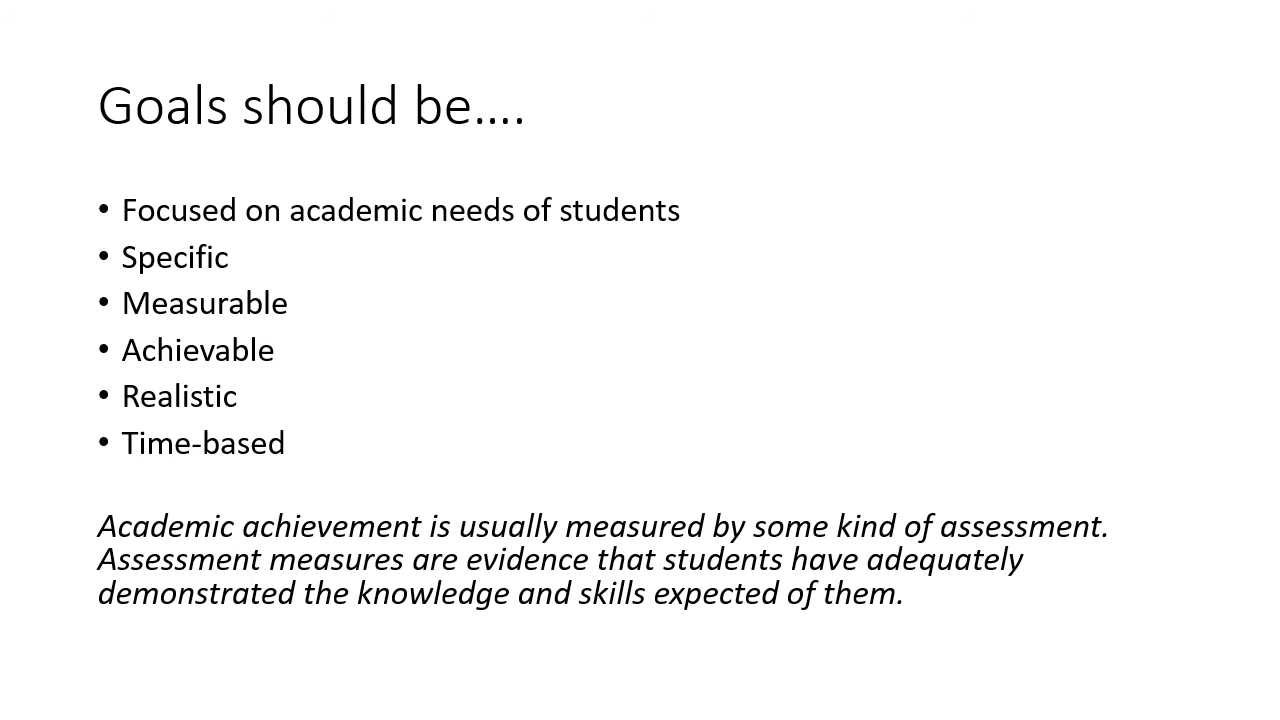 Goals should be....
• Focused on academic needs of students
• Specific
• Measurable
• Achievable
• Realistic
• Time-based
Academic achievement is usually measured by some kind of assessment.
Assessment measures are evidence that students have adequately
demonstrated the knowledge and skills expected of them.